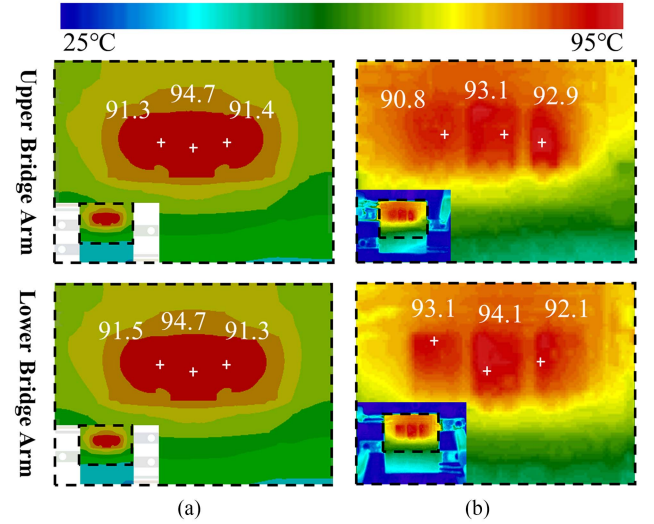 25℃ 95℃
Upper Bridge Arm
91.3 94.7 91.4
90.8 93.1 92.9
Lower Bridge Arm
91.5 94.7 91.3
93.1 94.1 92.1
(a) (b)